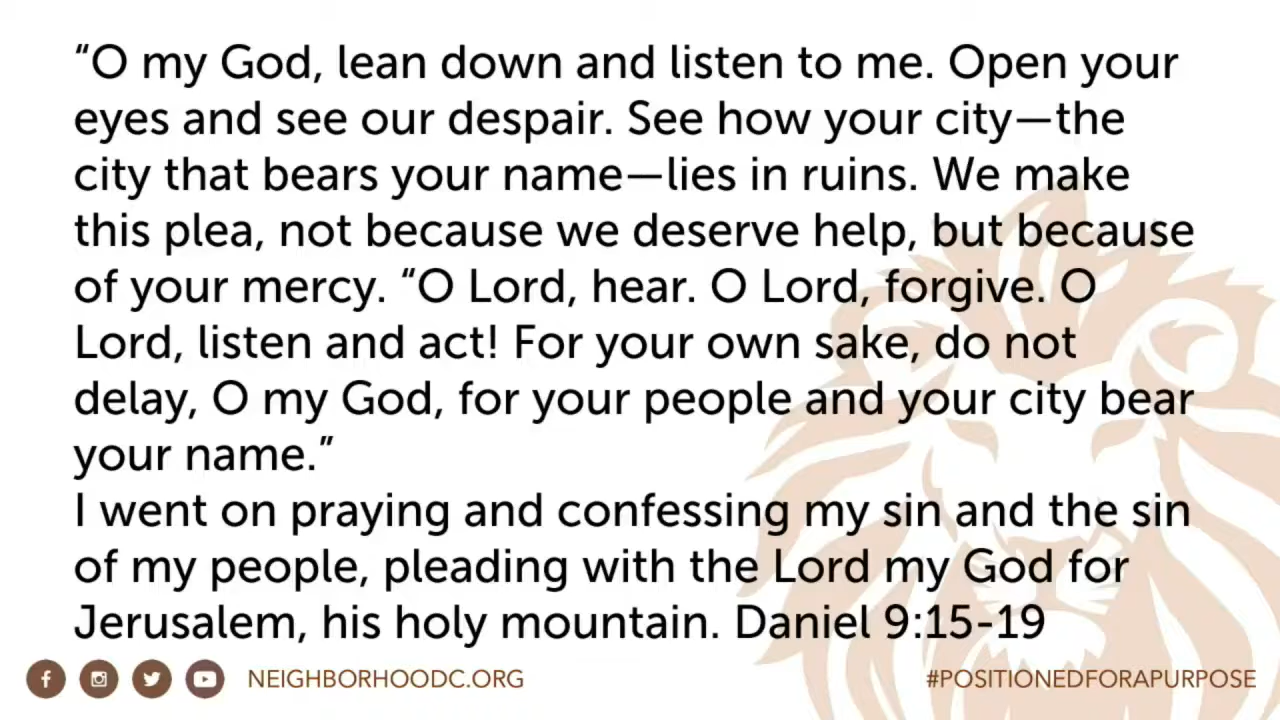 “O my God, lean down and listen to me. Open your
eyes and see our despair. See how your city—the
city that bears your name—lies in ruins. We make
this plea, not because we deserve help, but because
of your mercy. “O Lord, hear. O Lord, forgive. O
Lord, listen and act! For your own sake, do not
delay, O my God, for your people and your city bear
your name.”
I went on praying and confessing my sin and the sin
of my people, pleading with the Lord my God for
Jerusalem, his holy mountain. Daniel 9:15-19
NEIGHBORHOODC.ORG
#POSITIONEDFORAPURPOSE